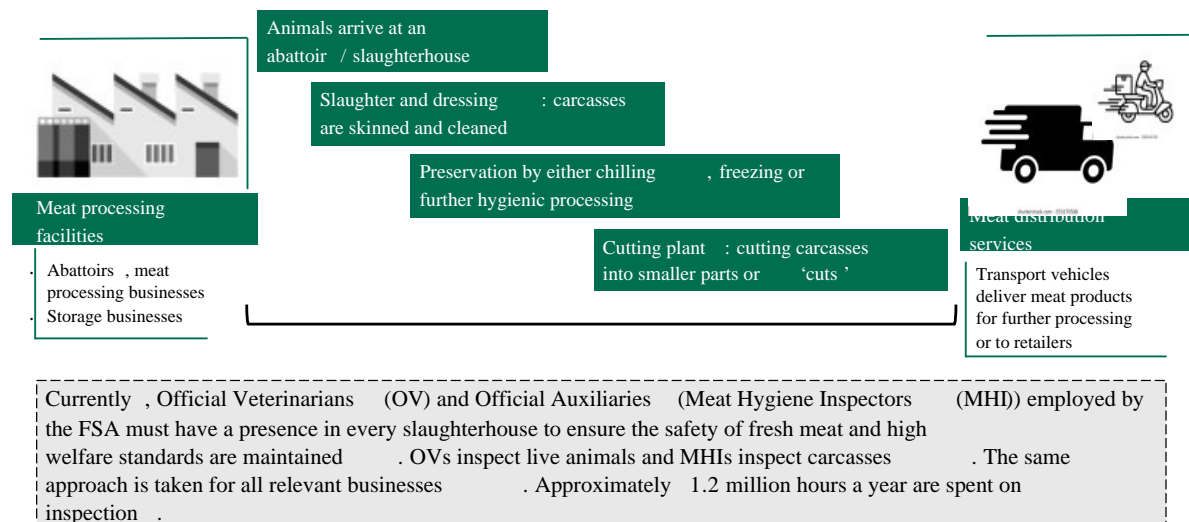 Animals arrive at an
abattoir / slaughterhouse
Slaughter and dressing : carcasses
are skinned and cleaned
Preservation by either chilling , freezing or
further hygienic processing
Cutting plant : cutting carcasses
into smaller parts or ‘cuts ’
Meat processing
facilities
. Abattoirs , meat
processing businesses
. Storage businesses
Meat distribution
services
Transport vehicles
deliver meat products
for further processing
or to retailers
Currently , Official Veterinarians (OV) and Official Auxiliaries (Meat Hygiene Inspectors (MHI)) employed by
the FSA must have a presence in every slaughterhouse to ensure the safety of fresh meat and high
welfare standards are maintained . OVs inspect live animals and MHIs inspect carcasses . The same
approach is taken for all relevant businesses . Approximately 1.2 million hours a year are spent on
inspection .